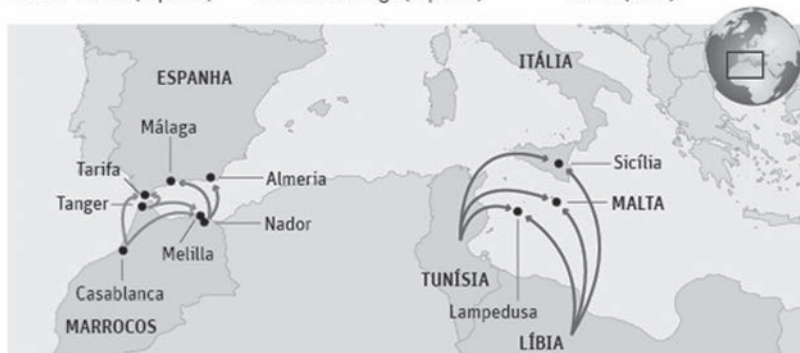 ESPANHA
ITÁLIA
Málaga
Tarifa
Almeria
Sicília
Tanger
MALTA
Nador
Melilla
TUNÍSIA
Casablanca
Lampedusa
MARROCOS
LÍBIA